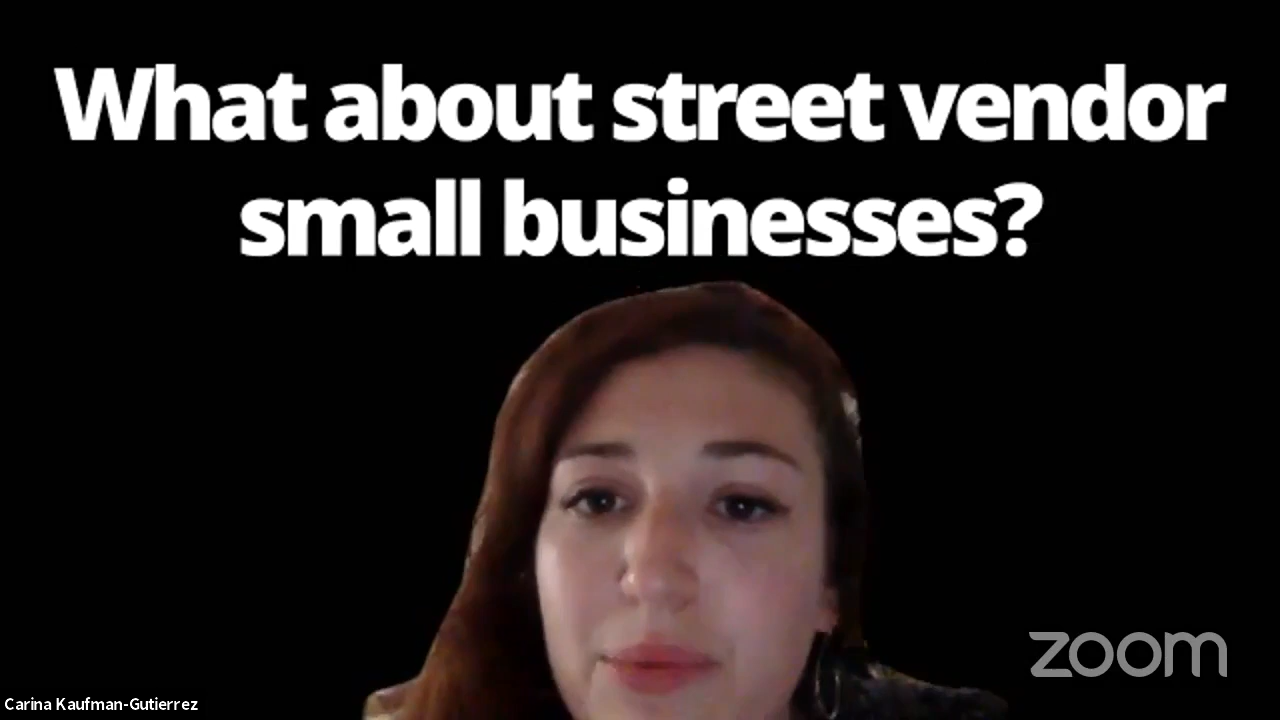 What about street vendor
small businesses?
zoom
Carina Kaufman-Gutierrez